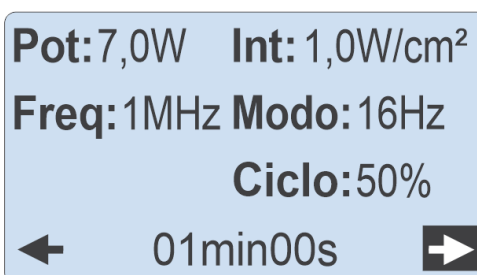 Pot:7,0W Int: 1,0W/cm²
Freq:1MHz Modo:16Hz
Ciclo:50%
01min00s